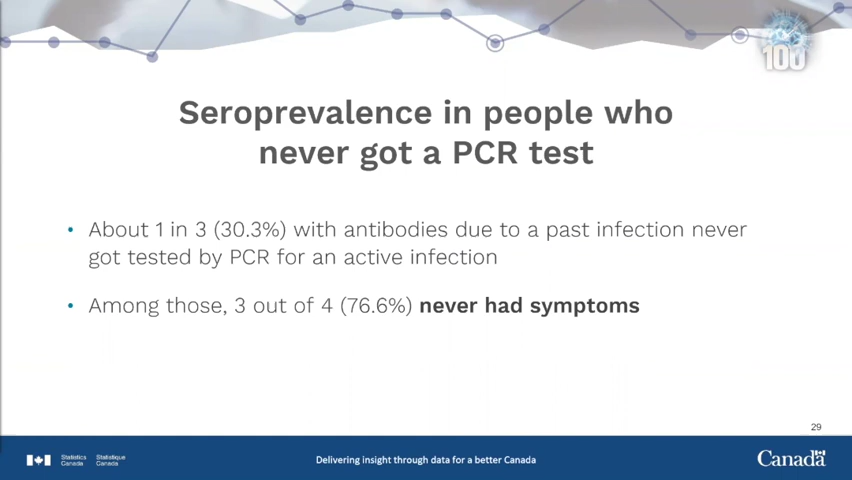 100
Seroprevalence in people who
never got a PCR test
• About 1 in 3 (30.3%) with antibodies due to a past infection never
got tested by PCR for an active infection
• Among those, 3 out of 4 (76.6%) never had symptoms
29
Statistics Canada
Statistique Canada
Delivering insight through data for a better Canada
Canada